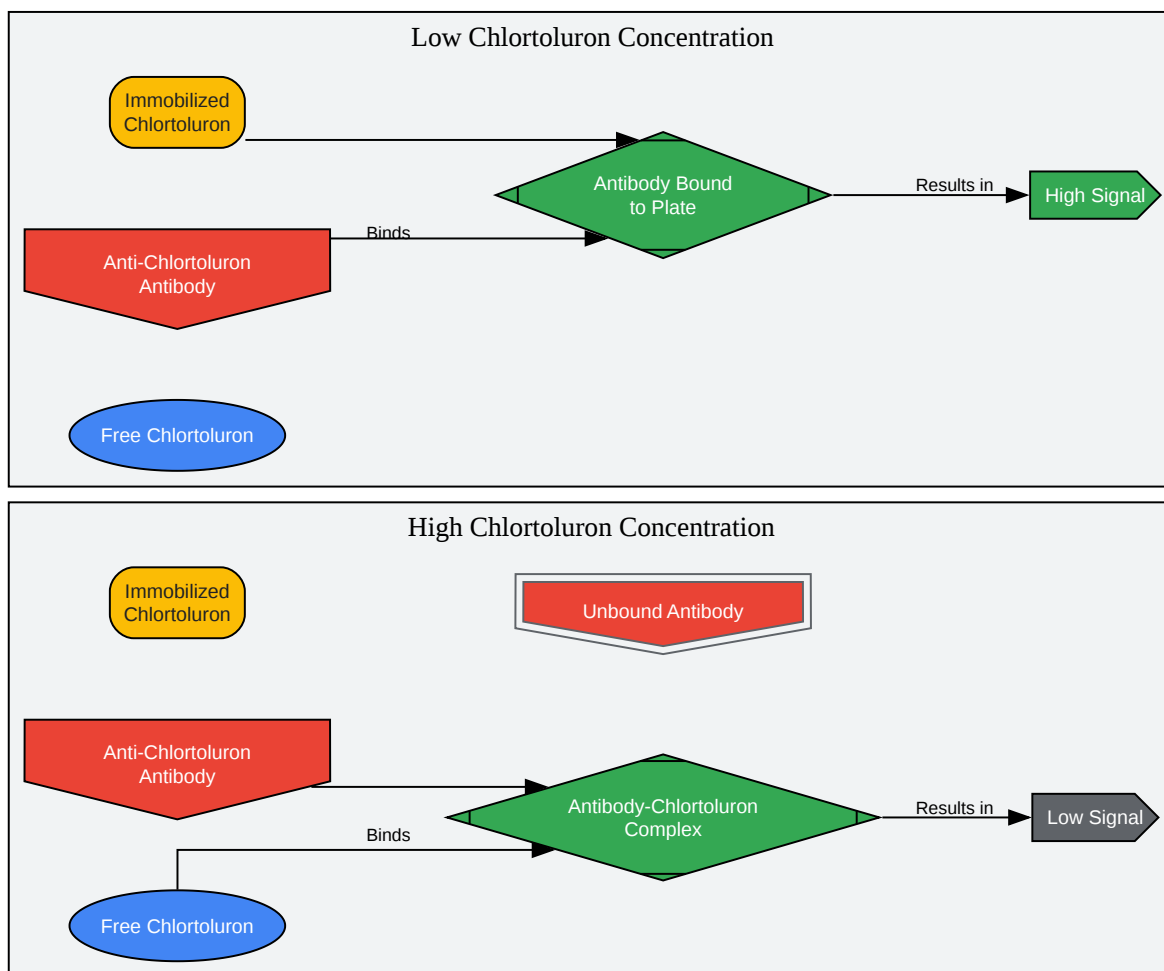 Low Chlortoluron Concentration
Immobilized
Chlortoluron
Antibody Bound
to Plate
Results in
High Signal
Binds
Anti-Chlortoluron
Antibody
Free Chlortoluron
High Chlortoluron Concentration
Immobilized
Chlortoluron
Unbound Antibody
Anti-Chlortoluron
Antibody
Antibody-Chlortoluron
Complex
Results in
Low Signal
Binds
Free Chlortoluron